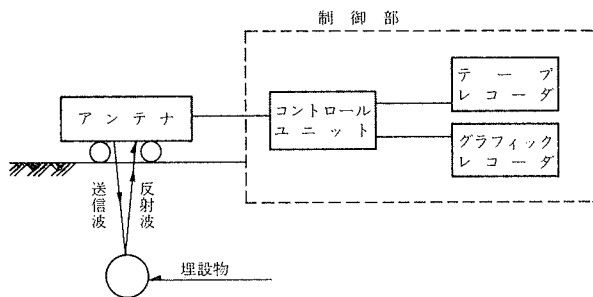 制御部
アンテナ
コントロール
ユニット
テープ
レコーダ
グラフィック
レコーダ
送信波
反射波
埋設物